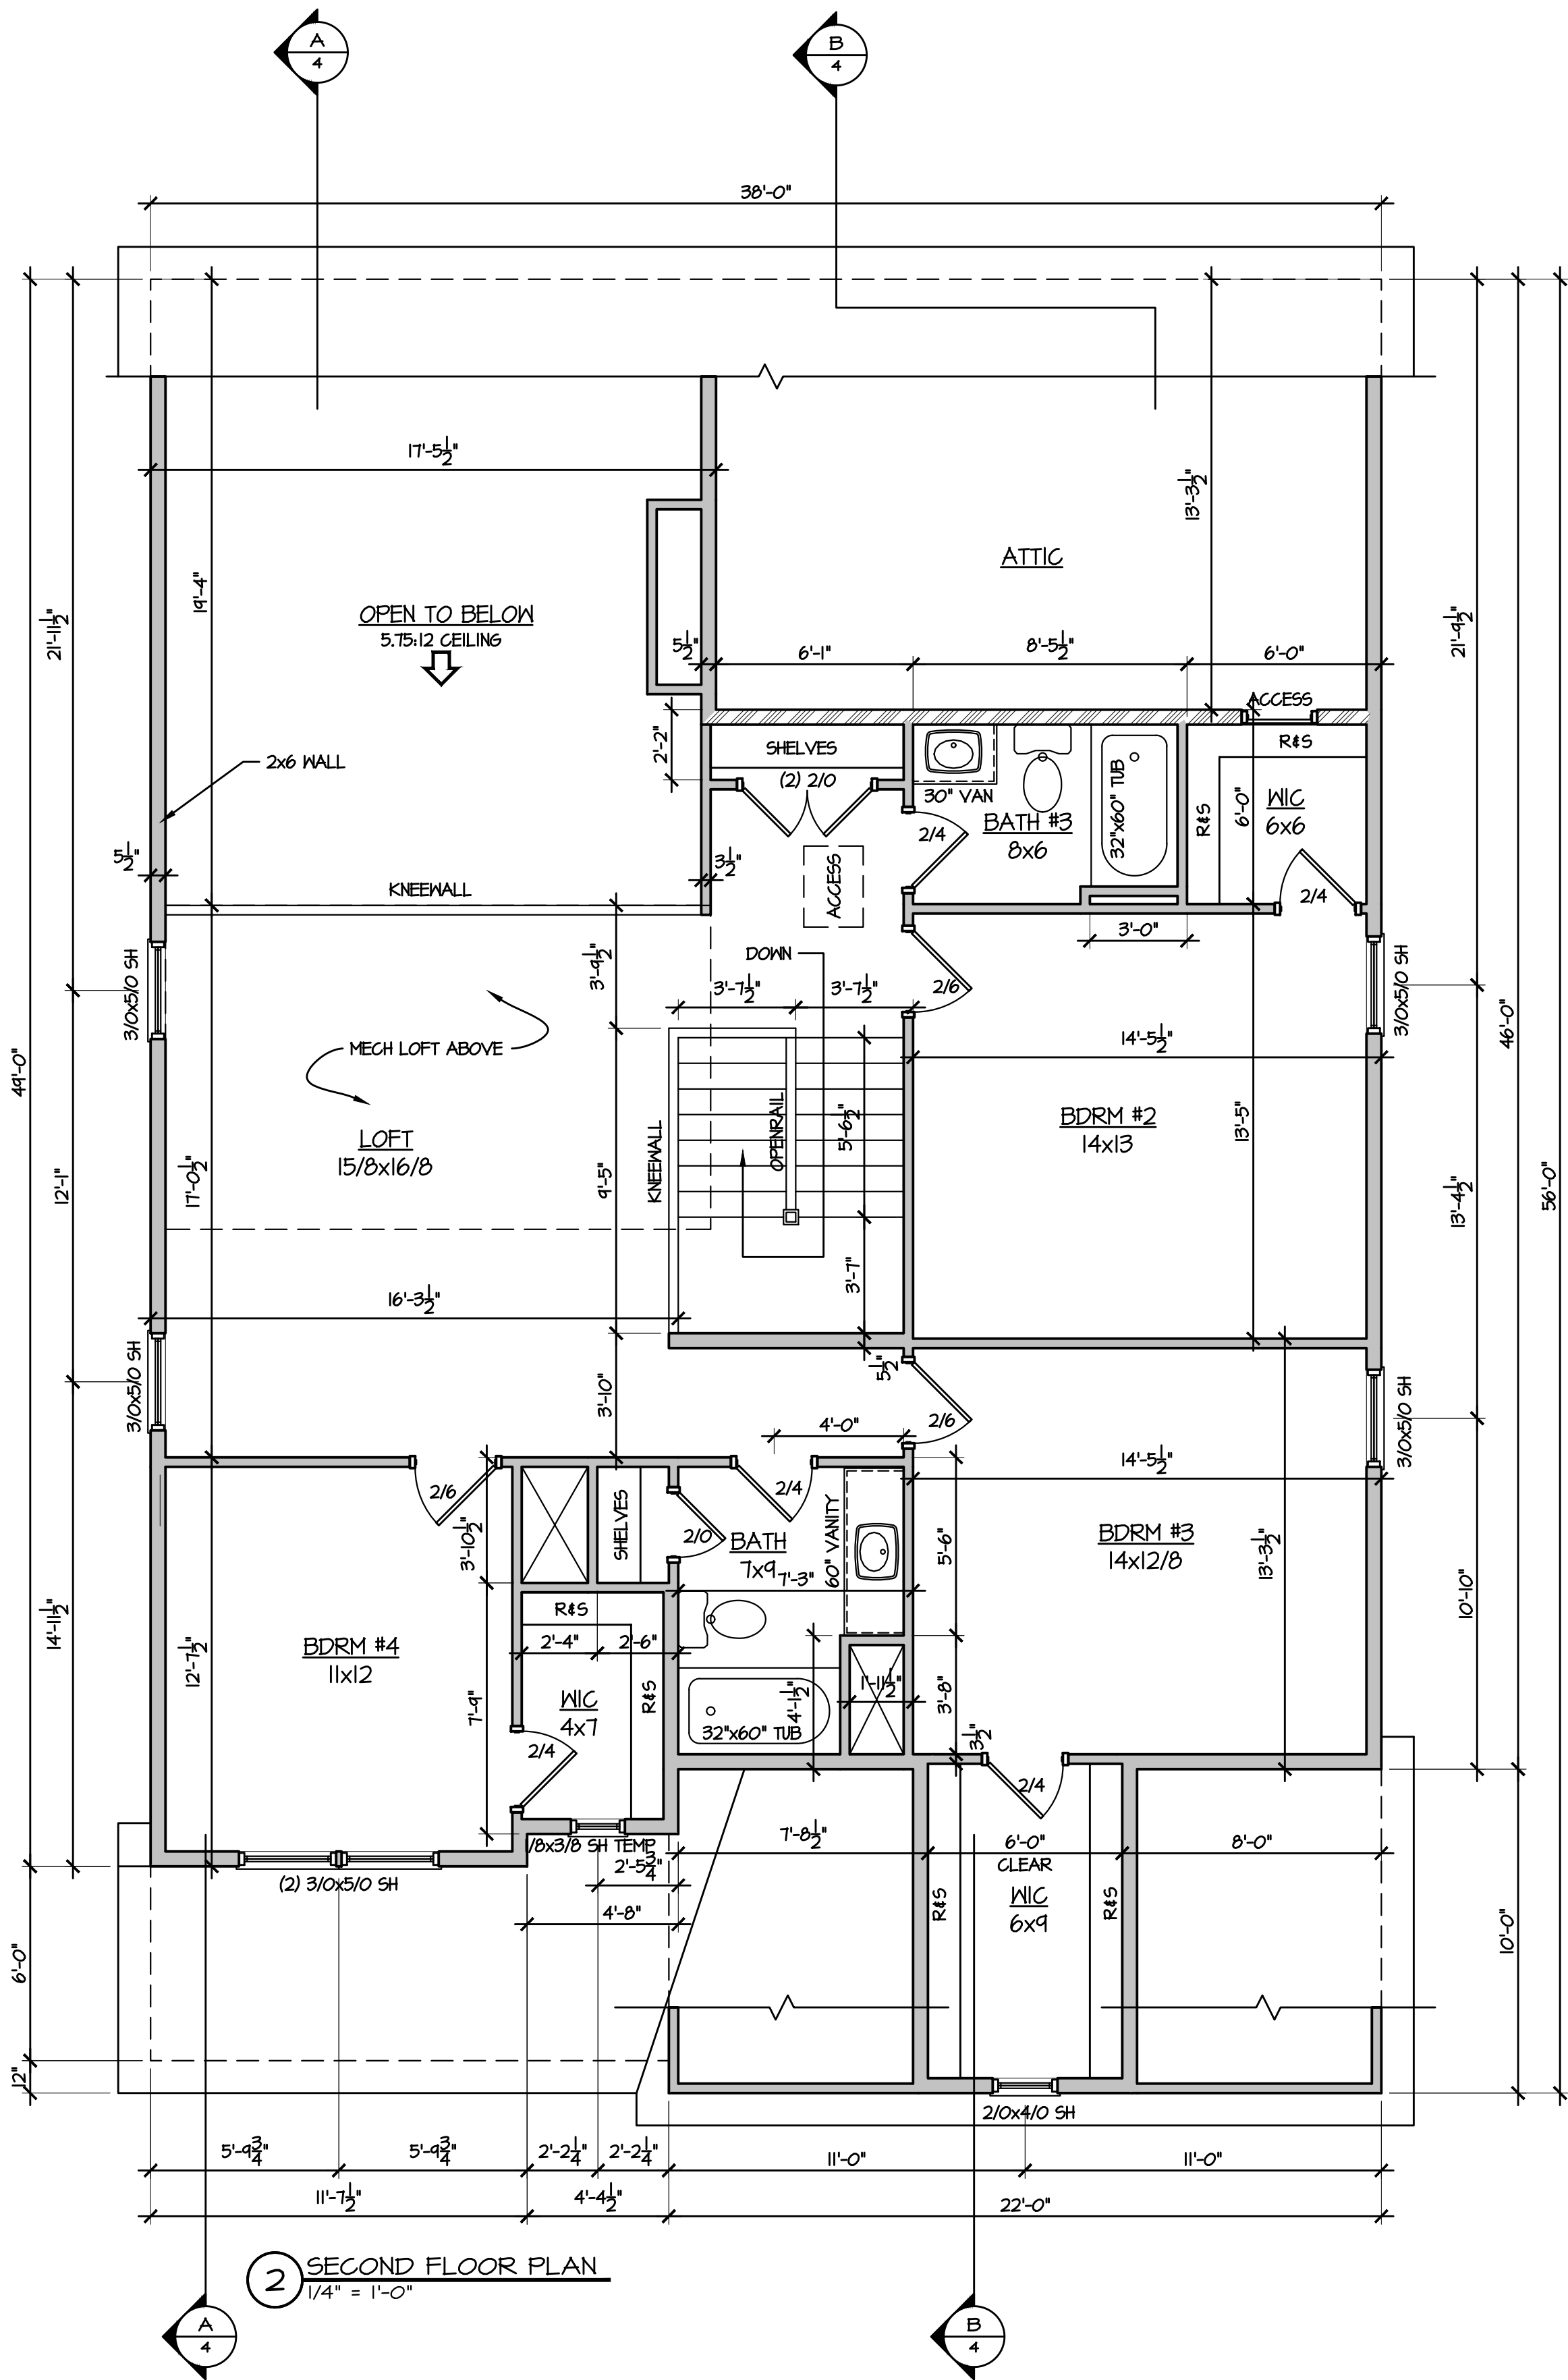 A
4
B
4
38'-0"
17'-5 1/2"
13'-3 1/2"
ATTIC
19'-4"
OPEN TO BELOW
5.75:12 CEILING
21'-11 1/2"
21'-9 1/2"
5 1/2"
6'-1"
8'-5 1/2"
6'-0"
ACCESS
2'-2"
SHELVES
(2) 2/0
R&S
2x6 WALL
30" VAN
BATH #3
8x6
32"x60" TUB
R&S
6'-0"
WIC
6x6
2/4
2/4
5 1/2"
3 1/2"
KNEEWALL
ACCESS
3'-0"
3/0x5/0 SH
3'-9 1/2"
DOWN
3'-7 1/2"
3'-7 1/2"
2/6
3/0x5/0 SH
46'-0"
49'-0"
MECH LOFT ABOVE
14'-5 1/2"
LOFT
15/8x16/8
KNEEWALL
OPENRAIL
5'-6 1/2"
BDRM #2
14x13
13'-5"
12'-1"
17'-0 1/2"
9'-5"
13'-4 1/2"
56'-0"
3'-7"
16'-3 1/2"
3/0x5/0 SH
3'-10"
5 1/2"
2/6
4'-0"
3/0x5/0 SH
14'-5 1/2"
2/6
3'-10 1/2"
SHELVES
2/0
2/4
BATH
7x9
7'-3"
60" VANITY
5'-6"
BDRM #3
14x12/8
13'-3 1/2"
10'-10"
14'-11 1/2"
12'-7 1/2"
BDRM #4
11x12
R&S
2'-4"
2'-6"
WIC
4x7
R&S
7'-9"
2/4
32"x60" TUB
4'-1 1/2"
1'-11 1/2"
3'-8"
3 1/2"
2/4
1/8x3/8 SH TEMP
2'-5 3/4"
4'-8"
(2) 3/0x5/0 SH
7'-8 1/2"
6'-0"
CLEAR
8'-0"
R&S
WIC
6x9
R&S
6'-0"
10'-0"
12"
2/0x4/0 SH
5'-9 3/4"
5'-9 3/4"
2'-2 1/4"
2'-2 1/4"
11'-0"
11'-0"
11'-7 1/2"
4'-4 1/2"
22'-0"
2
SECOND FLOOR PLAN
1/4" = 1'-0"
A
4
B
4